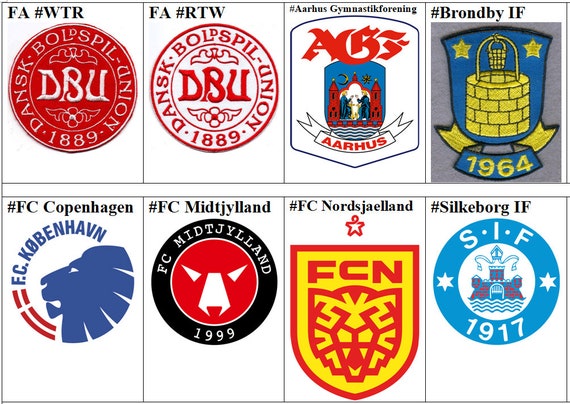 FA #WTR
DANSK·BOLDSPIL-UNION
DBU
·1889·
FA #RTW
DANSK·BOLDSPIL-UNION
DBU
·1889·
#Aarhus Gymnastikforening
AGF
AARHUS
#Brondby IF
1964
#FC Copenhagen
F.C. KØBENHAVN
#FC Midtjylland
FC MIDTJYLLAND
1999
#FC Nordsjaelland
FCN
#Silkeborg IF
S·I·F
1917